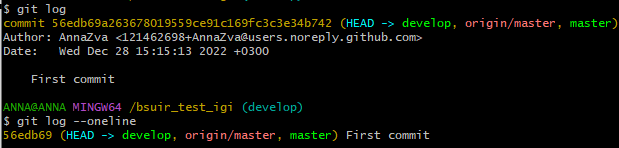 $ git log
commit 56edb69a263678019559ce91c169fc3c3e34b742 (HEAD -> develop, origin/master, master)
Author: AnnaZva <121462698+AnnaZva@users.noreply.github.com>
Date:   Wed Dec 28 15:15:13 2022 +0300
    First commit
ANNA@ANNA MINGW64 /bsuir_test_igi (develop)
$ git log --oneline
56edb69 (HEAD -> develop, origin/master, master) First commit